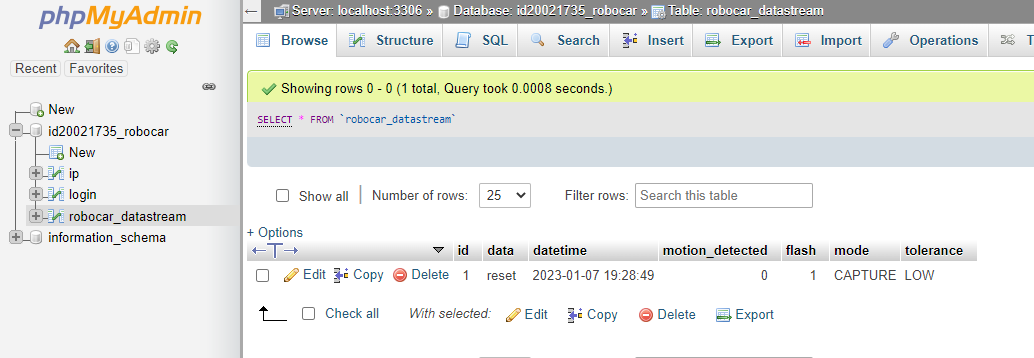 phpMyAdmin
Recent Favorites
New
id20021735_robocar
New
ip
login
robocar_datastream
information_schema
Server: localhost:3306 » Database: id20021735_robocar » Table: robocar_datastream
Browse Structure SQL Search Insert Export Import Operations T
Showing rows 0 - 0 (1 total, Query took 0.0008 seconds.)
SELECT * FROM `robocar_datastream`
Show all Number of rows: 25 Filter rows: Search this table
+ Options
←T→ id data datetime motion_detected flash mode tolerance
Edit Copy Delete 1 reset 2023-01-07 19:28:49 0 1 CAPTURE LOW
Check all With selected: Edit Copy Delete Export